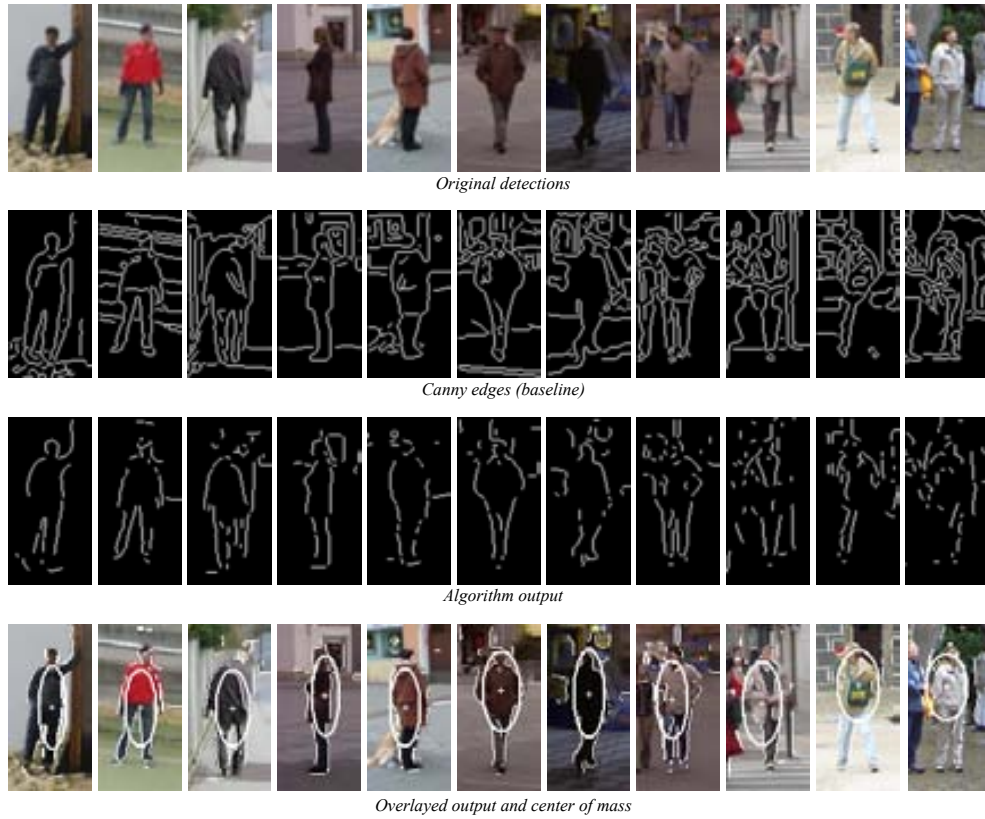 Original detections
Canny edges (baseline)
Algorithm output
Overlayed output and center of mass